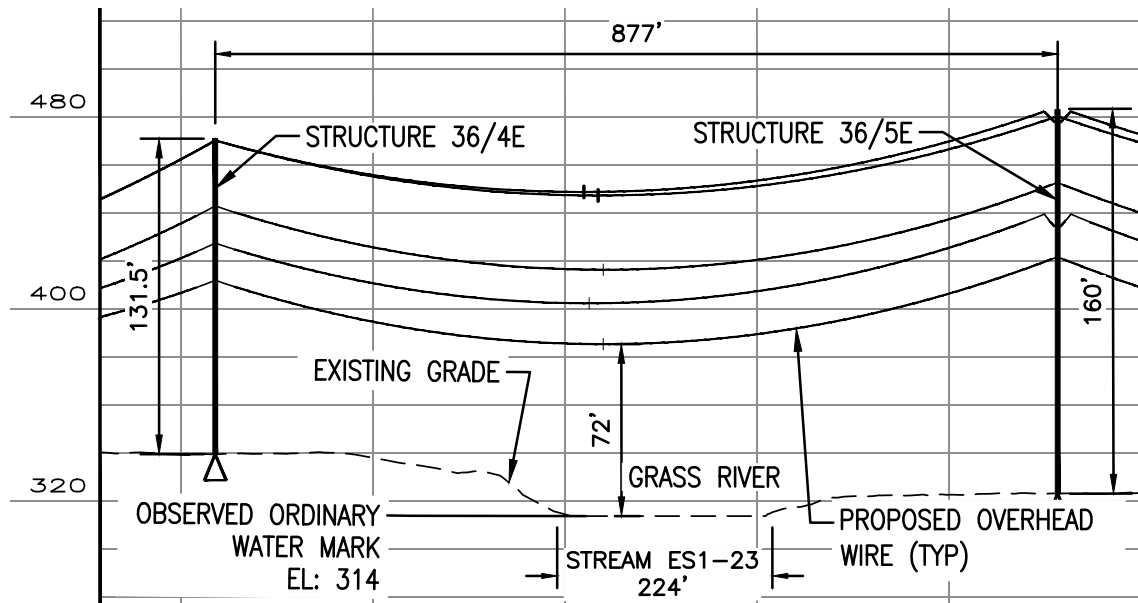 877'
480
STRUCTURE 36/4E
STRUCTURE 36/5E
131.5'
400
160'
EXISTING GRADE
72'
GRASS RIVER
320
OBSERVED ORDINARY
WATER MARK
EL: 314
PROPOSED OVERHEAD
WIRE (TYP)
STREAM ES1-23
224'